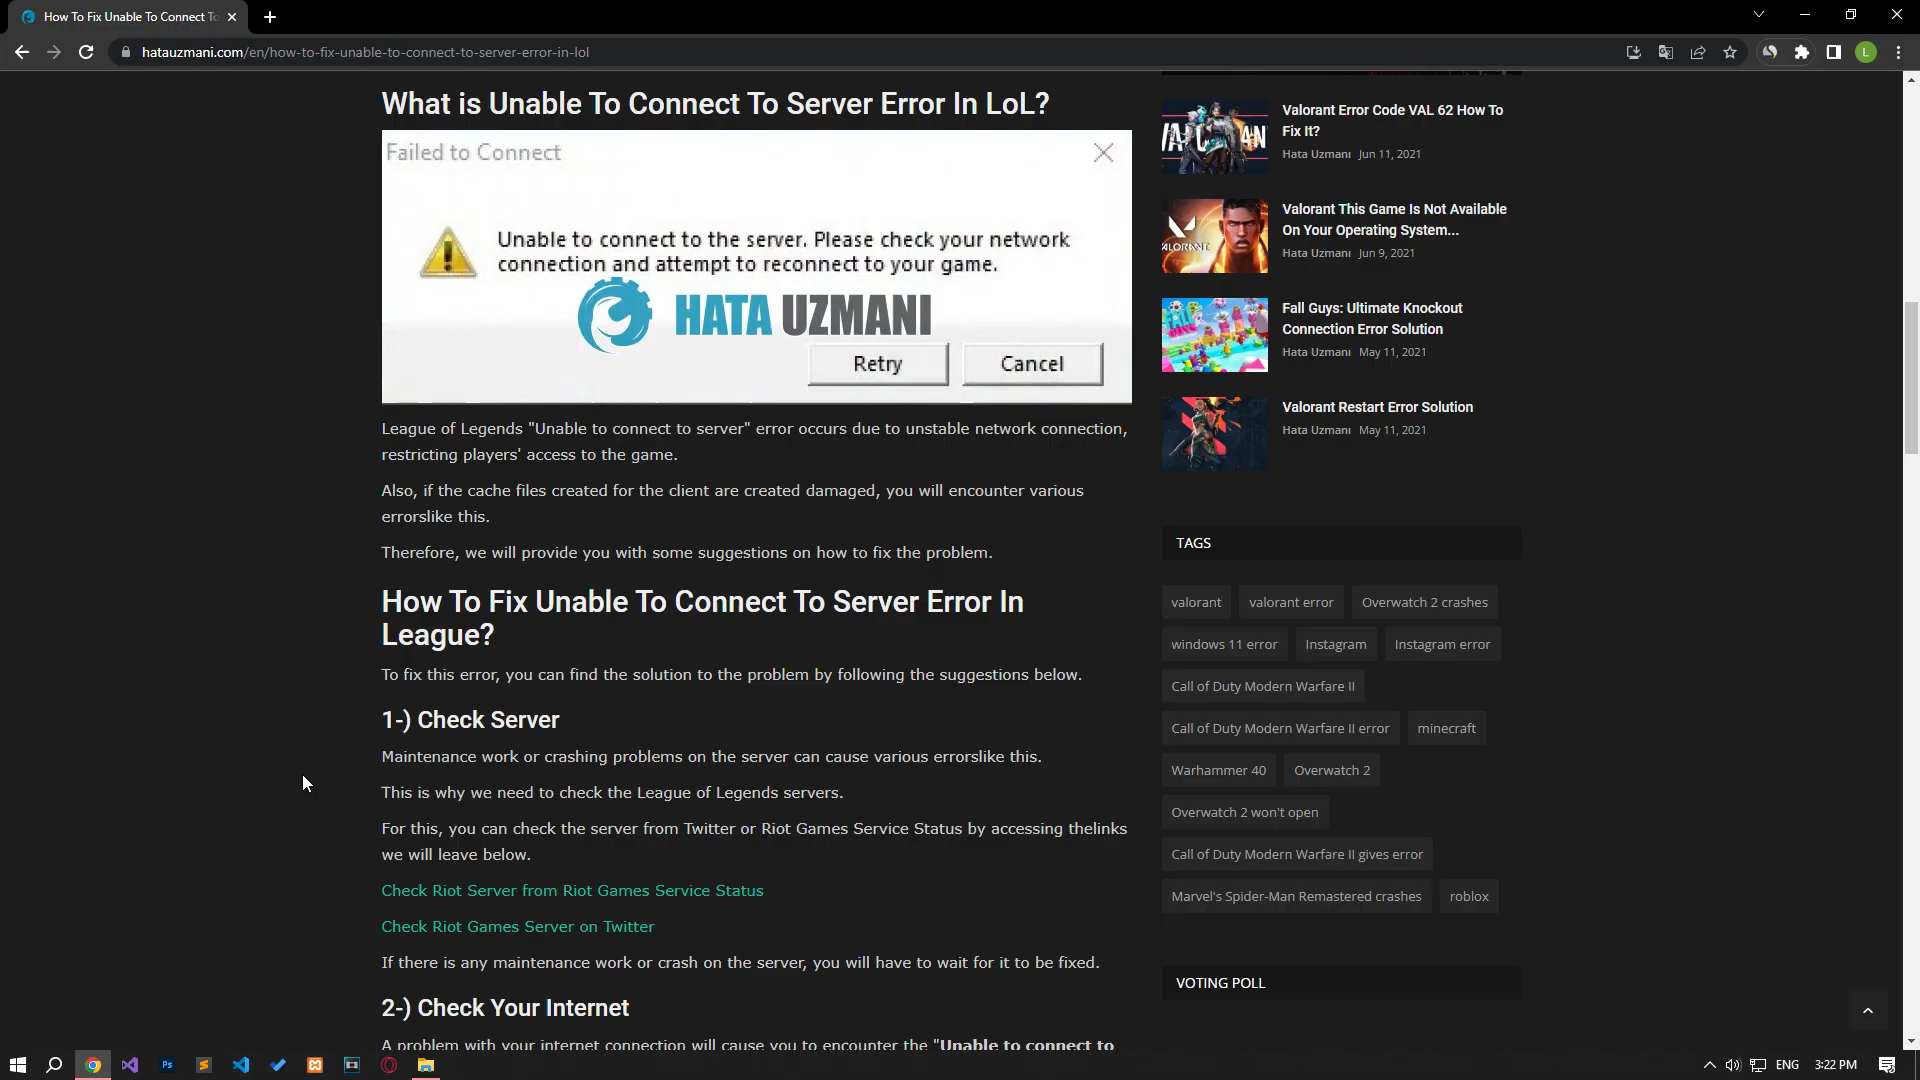 How To Fix Unable To Connect To
hatauzmani.com/en/how-to-fix-unable-to-connect-to-server-error-in-lol
L
What is Unable To Connect To Server Error In LoL?
Failed to Connect
Unable to connect to the server. Please check your network
connection and attempt to reconnect to your game.
HATA UZMANI
Retry
Cancel
League of Legends "Unable to connect to server" error occurs due to unstable network connection,
restricting players' access to the game.
Also, if the cache files created for the client are created damaged, you will encounter various
errorslike this.
Therefore, we will provide you with some suggestions on how to fix the problem.
How To Fix Unable To Connect To Server Error In
League?
To fix this error, you can find the solution to the problem by following the suggestions below.
1-) Check Server
Maintenance work or crashing problems on the server can cause various errorslike this.
This is why we need to check the League of Legends servers.
For this, you can check the server from Twitter or Riot Games Service Status by accessing thelinks
we will leave below.
Check Riot Server from Riot Games Service Status
Check Riot Games Server on Twitter
If there is any maintenance work or crash on the server, you will have to wait for it to be fixed.
2-) Check Your Internet
A problem with your internet connection will cause you to encounter the "Unable to connect to
Valorant Error Code VAL 62 How To
Fix It?
Hata Uzmanı Jun 11, 2021
Valorant This Game Is Not Available
On Your Operating System...
Hata Uzmanı Jun 9, 2021
VALORANT
Fall Guys: Ultimate Knockout
Connection Error Solution
Hata Uzmanı May 11, 2021
Valorant Restart Error Solution
Hata Uzmanı May 11, 2021
TAGS
valorant
valorant error
Overwatch 2 crashes
windows 11 error
Instagram
Instagram error
Call of Duty Modern Warfare II
Call of Duty Modern Warfare II error
minecraft
Warhammer 40
Overwatch 2
Overwatch 2 won't open
Call of Duty Modern Warfare II gives error
Marvel's Spider-Man Remastered crashes
roblox
VOTING POLL
Ps
ENG
3:22 PM